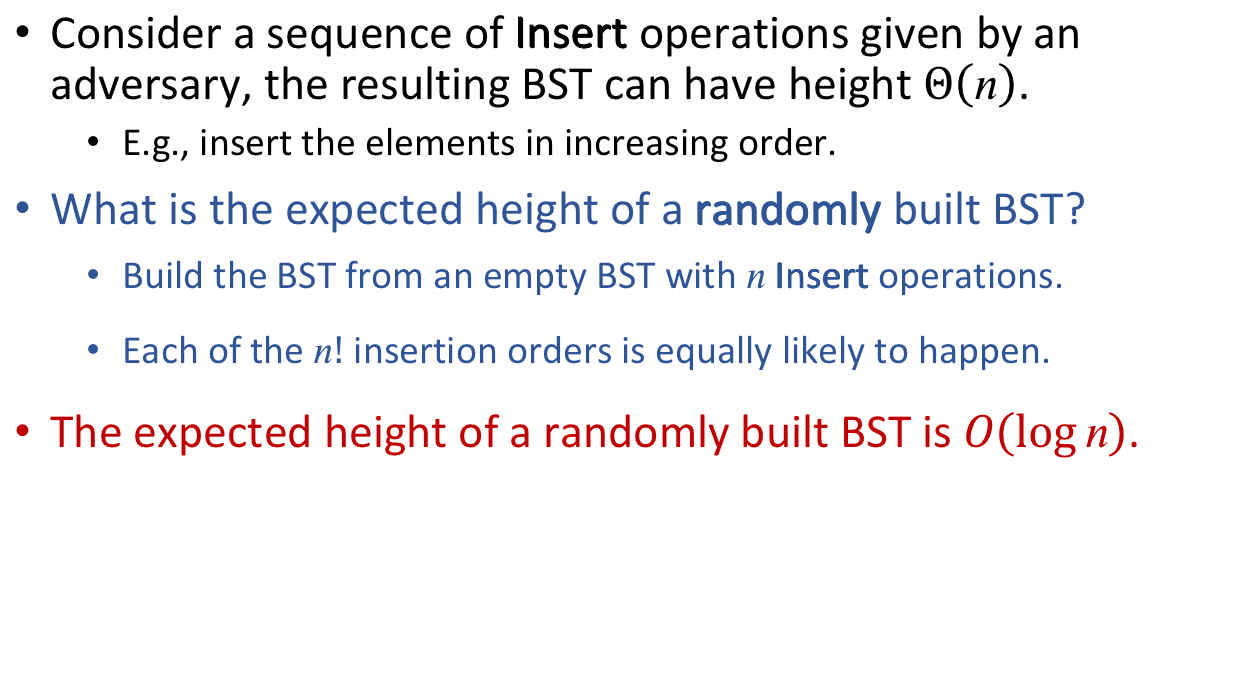 • Consider a sequence of Insert operations given by an
adversary, the resulting BST can have height Θ(n).
• E.g., insert the elements in increasing order.
• What is the expected height of a randomly built BST?
• Build the BST from an empty BST with n Insert operations.
• Each of the n! insertion orders is equally likely to happen.
• The expected height of a randomly built BST is O(log n).